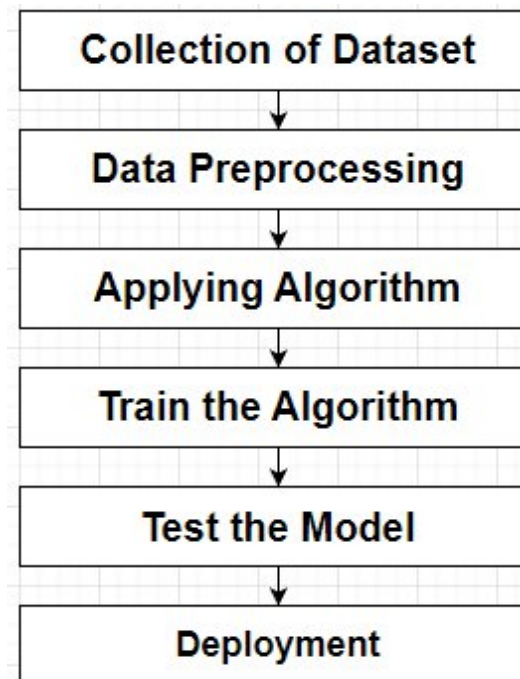 Collection of Dataset
Data Preprocessing
Applying Algorithm
Train the Algorithm
Test the Model
Deployment